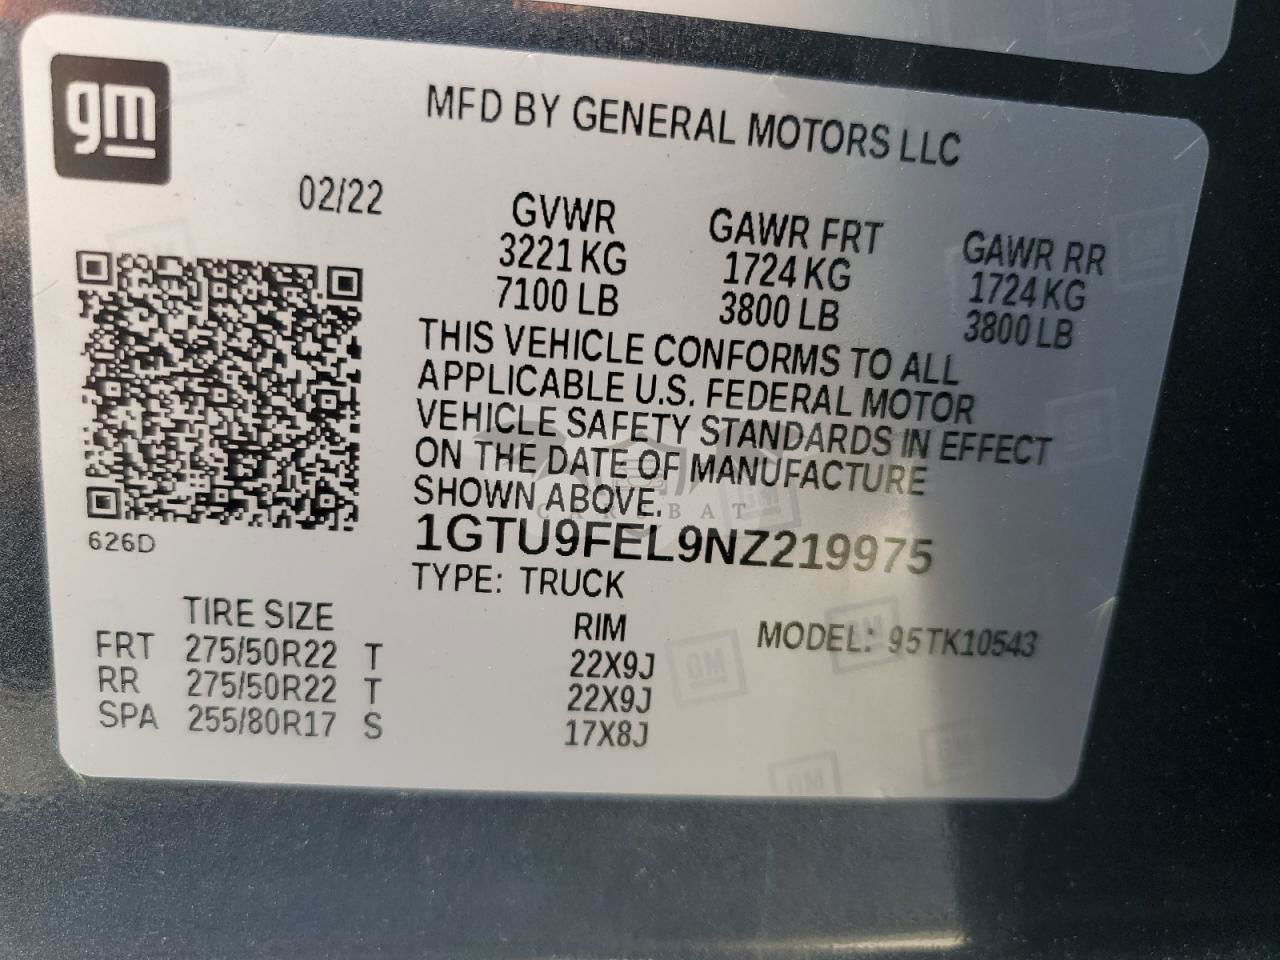 gm
MFD BY GENERAL MOTORS LLC
02/22
GVWR GAWR FRT GAWR RR
3221 KG 1724 KG 1724 KG
7100 LB 3800 LB 3800 LB
THIS VEHICLE CONFORMS TO ALL
APPLICABLE U.S. FEDERAL MOTOR
VEHICLE SAFETY STANDARDS IN EFFECT
ON THE DATE OF MANUFACTURE
SHOWN ABOVE.
CAR2BAT
626D
1GTU9FEL9NZ219975
TYPE: TRUCK
TIRE SIZE RIM MODEL: 95TK10543
FRT 275/50R22 T 22X9J
RR 275/50R22 T 22X9J
SPA 255/80R17 S 17X8J